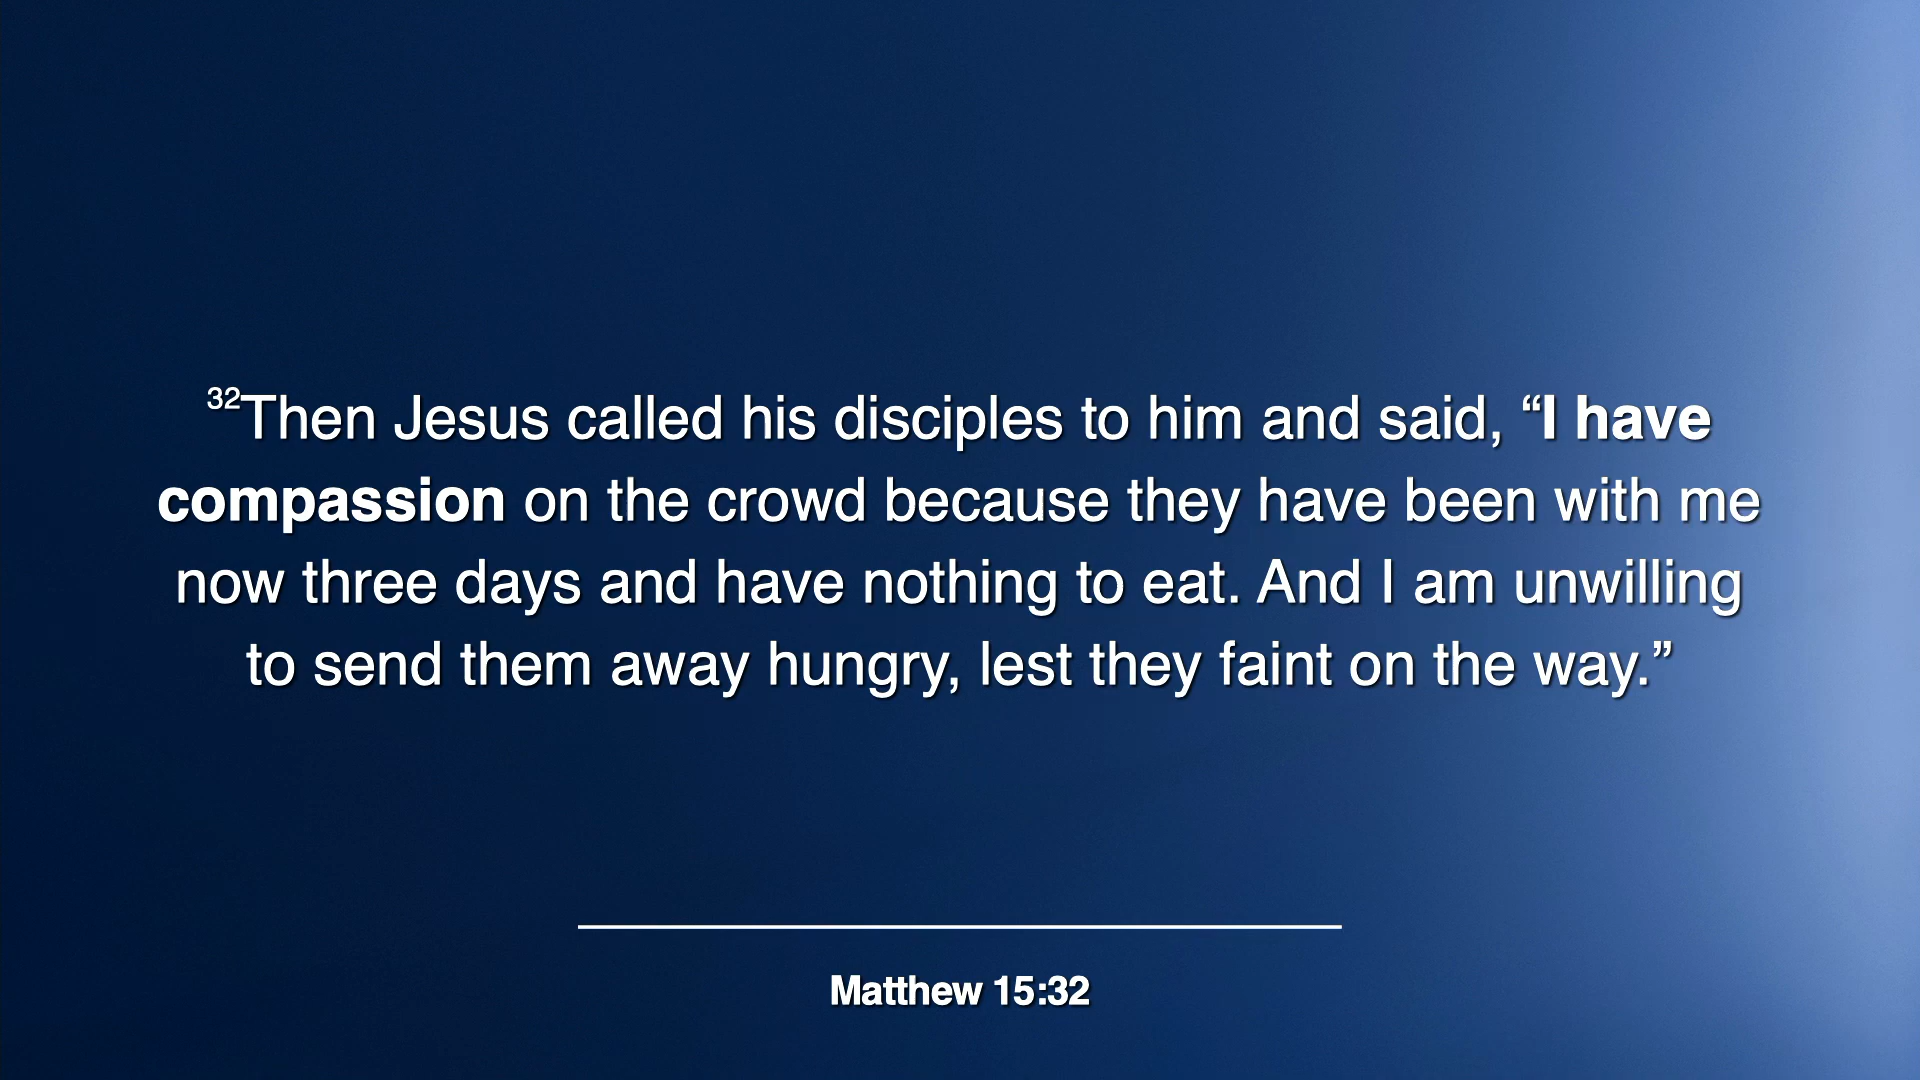 32Then Jesus called his disciples to him and said, “I have
compassion on the crowd because they have been with me
now three days and have nothing to eat. And I am unwilling
to send them away hungry, lest they faint on the way.”
Matthew 15:32